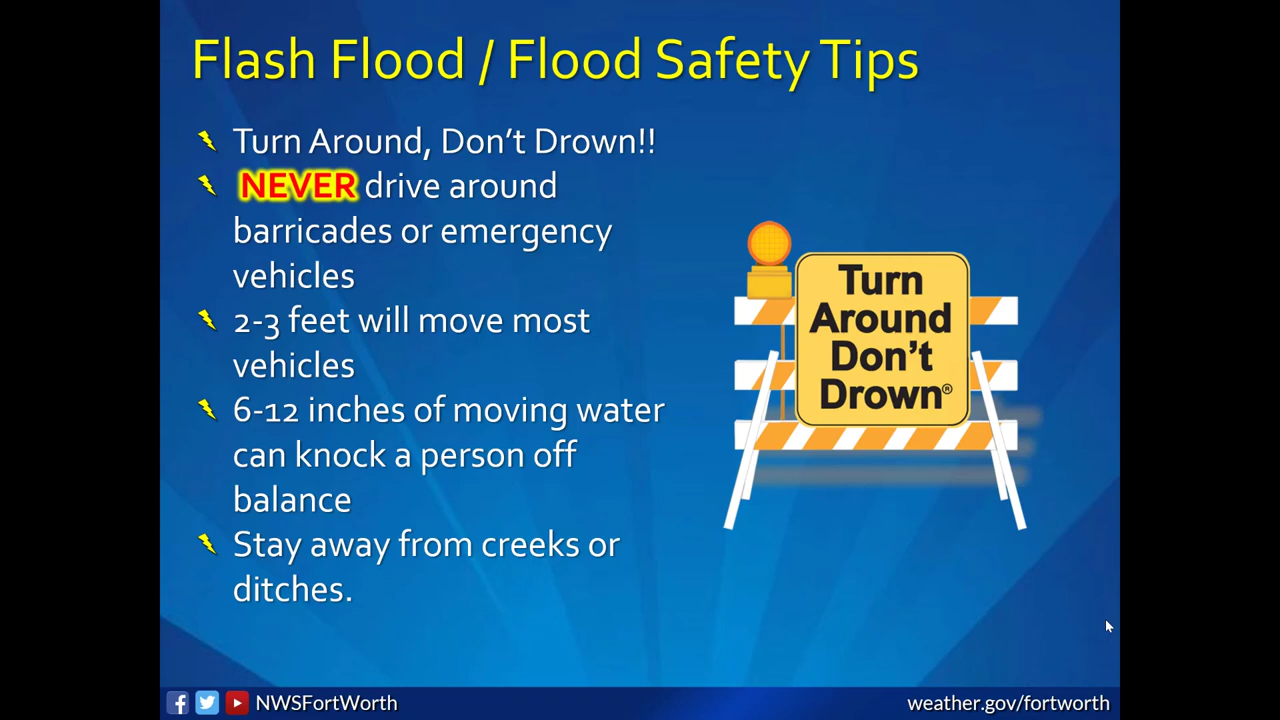 Flash Flood / Flood Safety Tips
Turn Around, Don't Drown!!
NEVER drive around
barricades or emergency
vehicles
2-3 feet will move most
vehicles
6-12 inches of moving water
can knock a person off
balance
Stay away from creeks or
ditches.
Turn
Around
Don't
Drown®
NWSFortWorth
weather.gov/fortworth